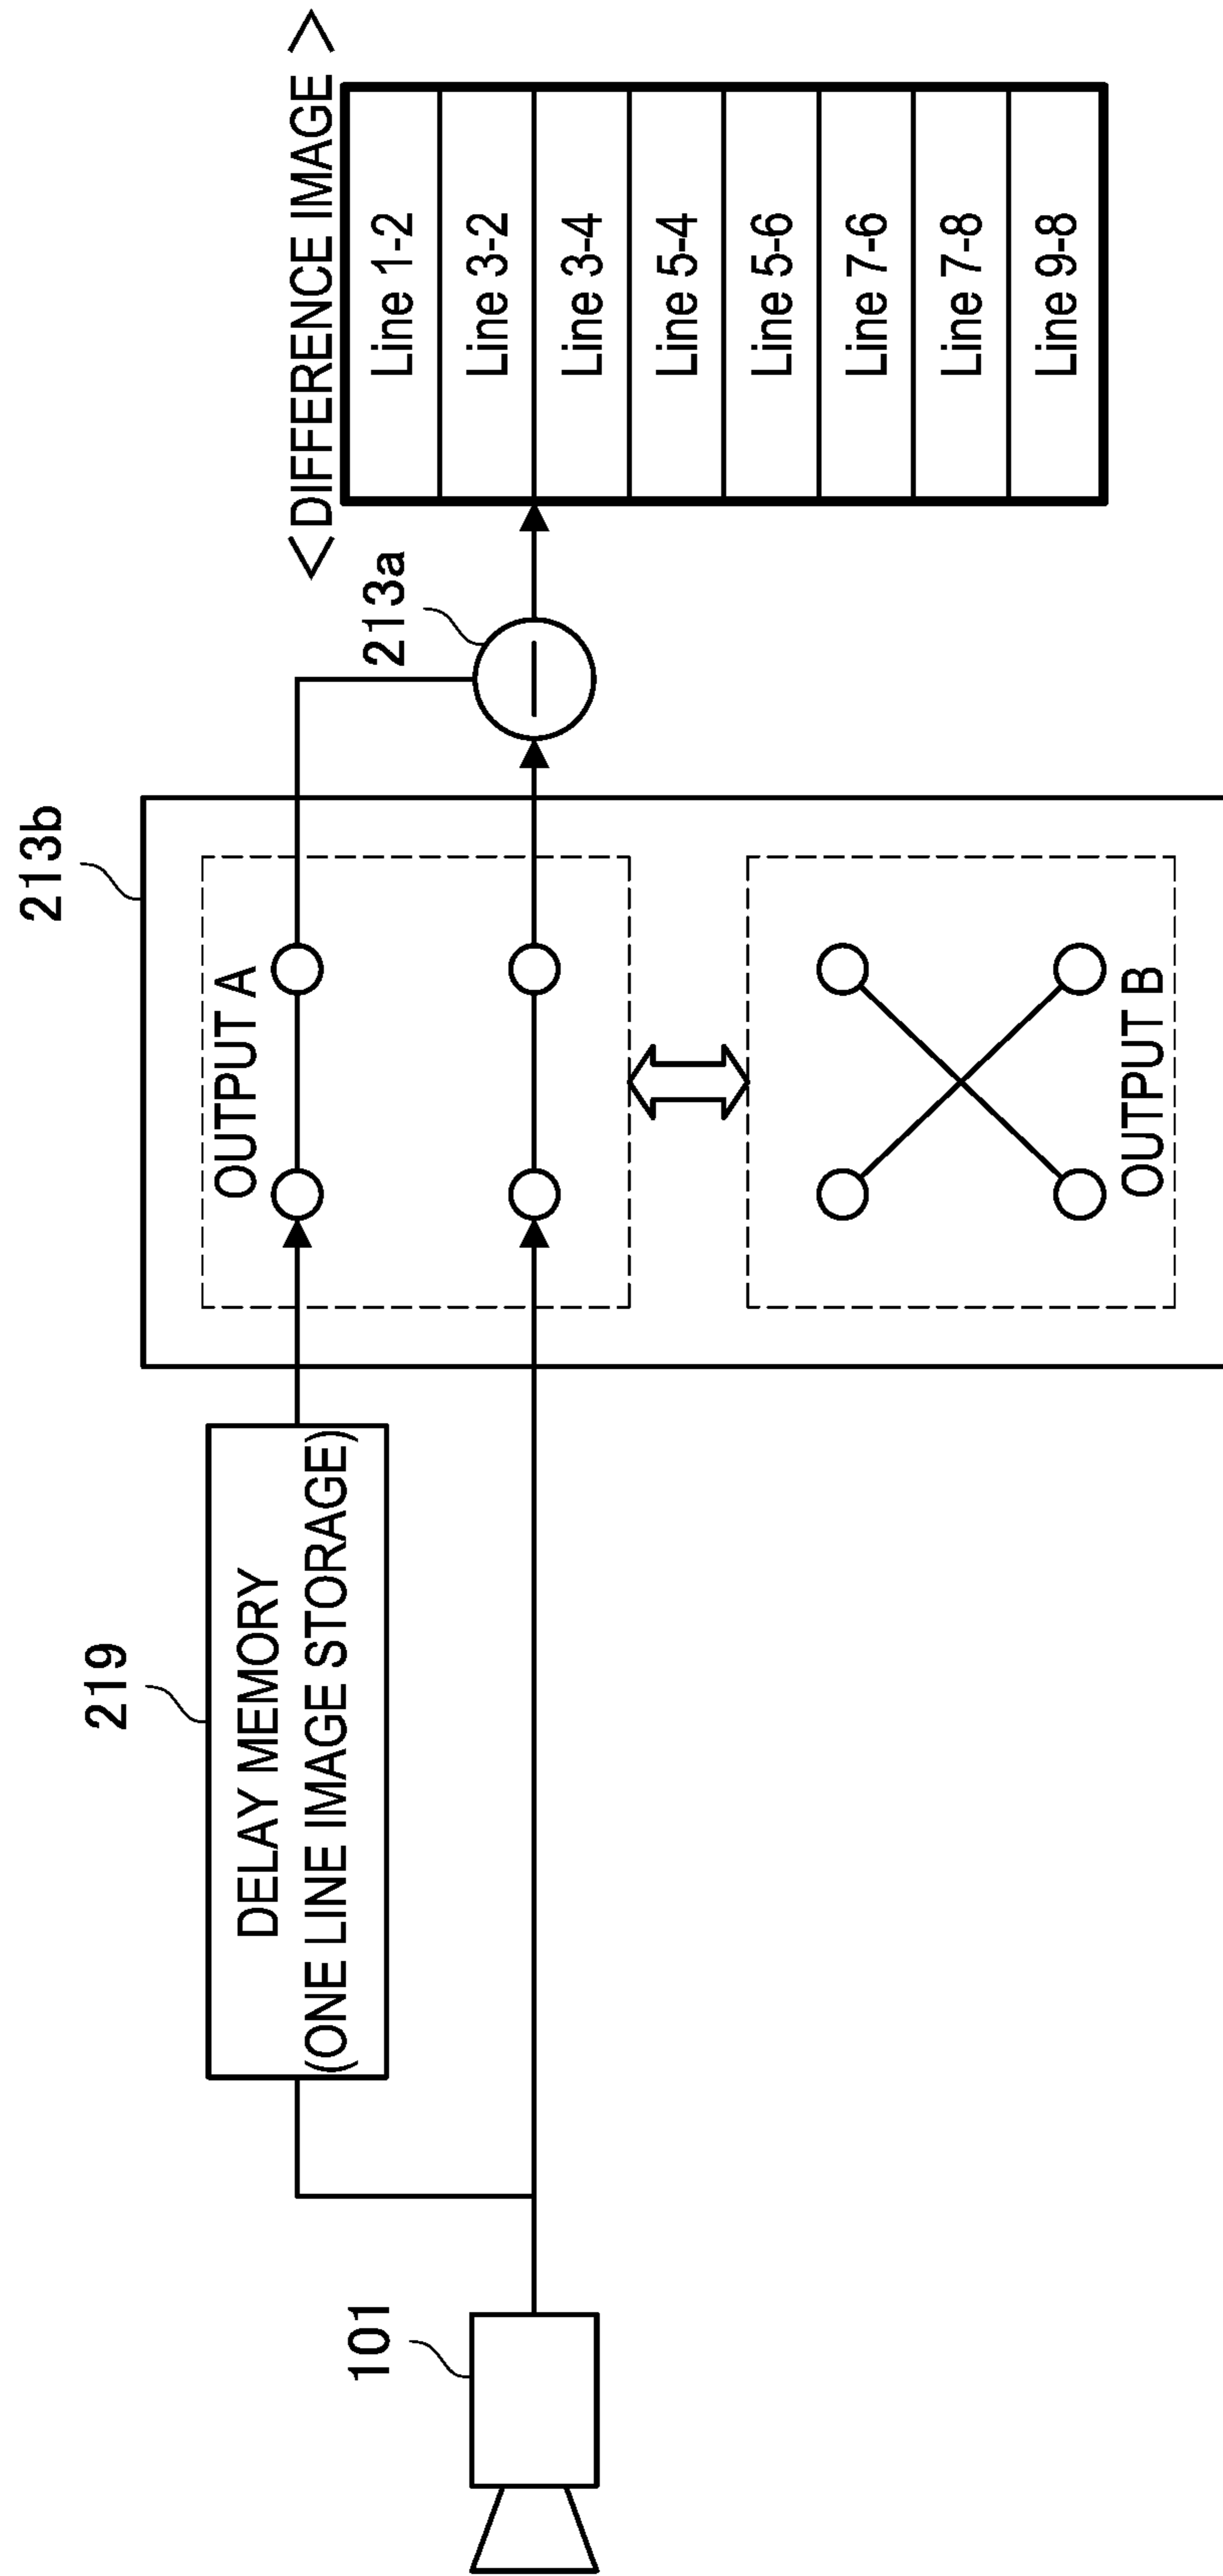 101
219
DELAY MEMORY
(ONE LINE IMAGE STORAGE)
213b
OUTPUT A
OUTPUT B
213a
<DIFFERENCE IMAGE>
Line 1-2
Line 3-2
Line 3-4
Line 5-4
Line 5-6
Line 7-6
Line 7-8
Line 9-8